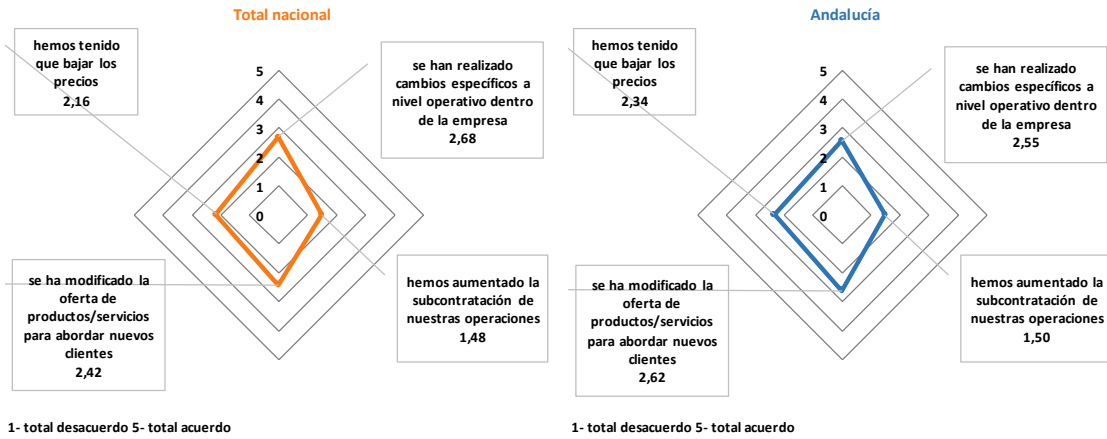 Total nacional
hemos tenido
que bajar los
precios
2,16
se han realizado
cambios específicos a
nivel operativo dentro
de la empresa
2,68
5
4
3
2
1
0
se ha modificado la
oferta de
productos/servicios
para abordar nuevos
clientes
2,42
hemos aumentado la
subcontratación de
nuestras operaciones
1,48
1- total desacuerdo 5- total acuerdo
Andalucía
hemos tenido
que bajar los
precios
2,34
se han realizado
cambios específicos a
nivel operativo dentro
de la empresa
2,55
5
4
3
2
1
0
se ha modificado la
oferta de
productos/servicios
para abordar nuevos
clientes
2,62
hemos aumentado la
subcontratación de
nuestras operaciones
1,50
1- total desacuerdo 5- total acuerdo